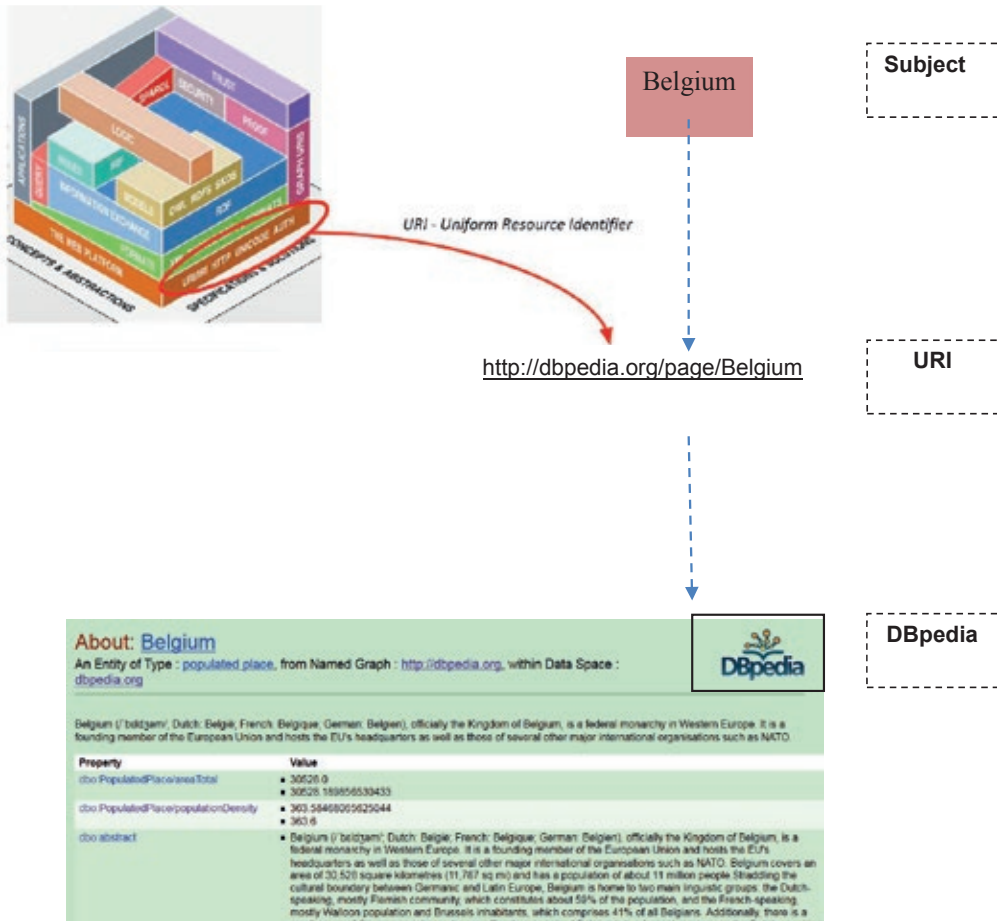 TRUST
SECURITY
PROOF
LOGIC
APPLICATIONS
QUERY
MODELS
OWL RDFS SKOS
INFORMATION EXCHANGE
RDF
THE WEB PLATFORM
FORMATS
HTTP UNICODE AUTH
CONCEPTS & ABSTRACTIONS
Belgium
Subject
URI - Uniform Resource Identifier
http://dbpedia.org/page/Belgium
URI
DBpedia
About: Belgium
An Entity of Type : populated place, from Named Graph : http://dbpedia.org, within Data Space :
dbpedia.org
DBpedia
Belgium Dutch: België; French: Belgique; German: Belgien), officially the Kingdom of Belgium, is a federal monarchy in Western Europe. It is a
founding member of the European Union and hosts the EU's headquarters as well as those of several other major international organisations such as NATO.
Property Value
dbo:PopulatedPlace/areaTotal
▪ 30528.0
▪ 30528.189856530433
dbo:PopulatedPlace/populationDensity
▪ 363.6
dbo:abstract
▪ Belgium Dutch: België; French: Belgique; German: Belgien), officially the Kingdom of Belgium, is a
federal monarchy in Western Europe. It is a founding member of the European Union and hosts the EU's
headquarters as well as those of several other major international organisations such as NATO. Belgium covers an
area of 30,528 square kilometres (11,787 sq mi) and has a population of about 11 million people. Straddling the
cultural boundary between Germanic and Latin Europe, Belgium is home to two main linguistic groups: the Dutch-
speaking, mostly Flemish community, which constitutes about 59% of the population, and the French-speaking,
mostly Walloon population and Brussels inhabitants, which comprises 41% of all Belgians. Additionally, there is a